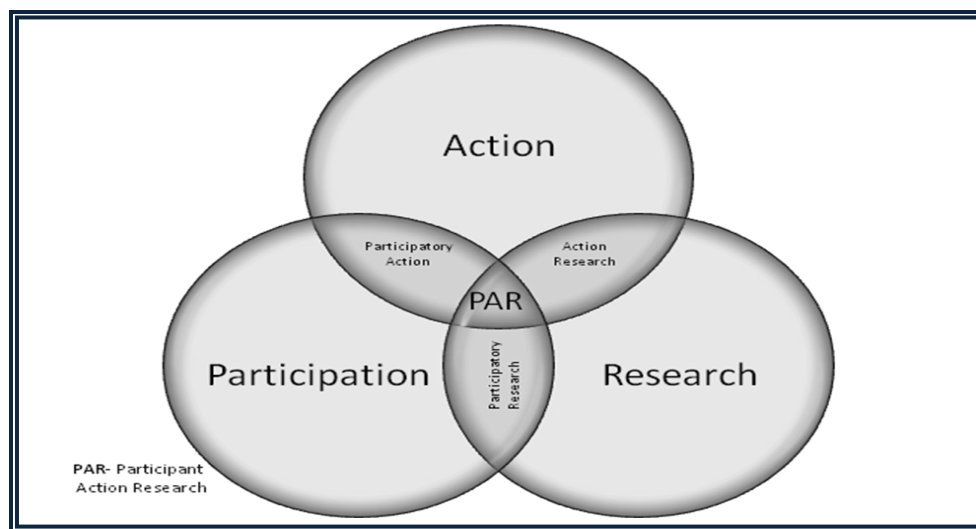 Action
Participatory
Action
Action
Research
PAR
Participation
Participatory
Research
Research
PAR- Participant
Action Research